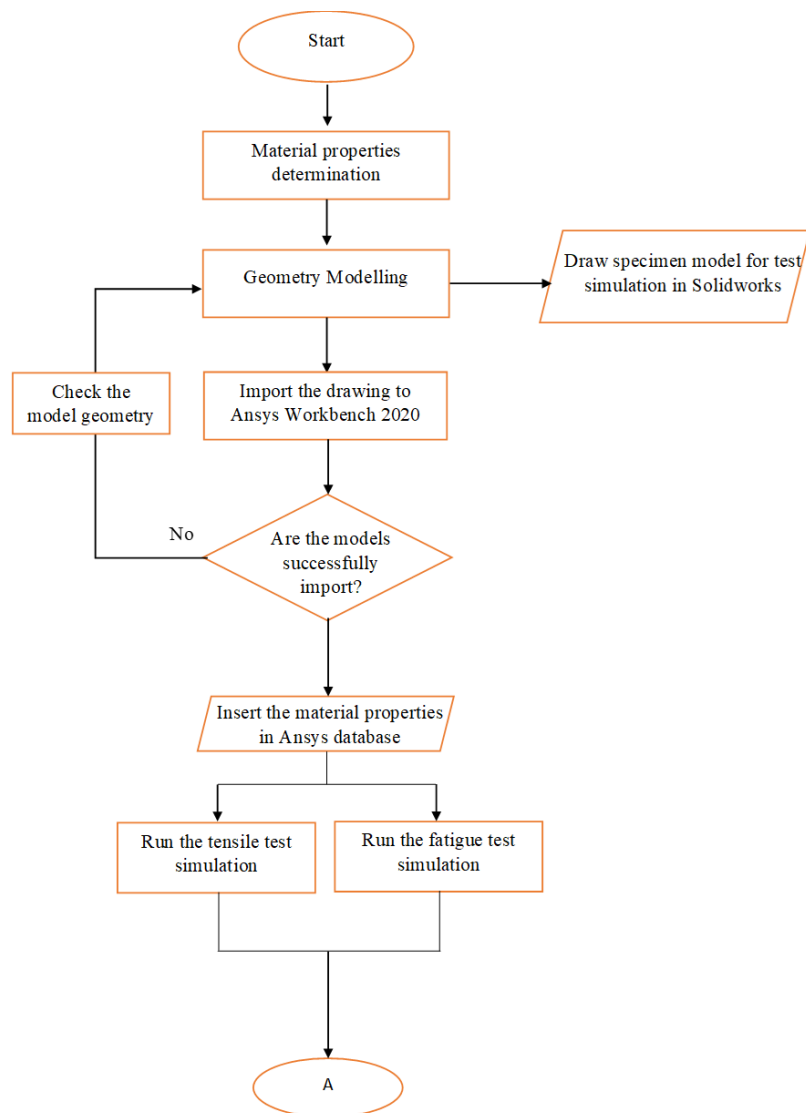 Start
Material properties
determination
Geometry Modelling
Draw specimen model for test
simulation in Solidworks
Check the
model geometry
Import the drawing to
Ansys Workbench 2020
No
Are the models
successfully
import?
Insert the material properties
in Ansys database
Run the tensile test
simulation
Run the fatigue test
simulation
A